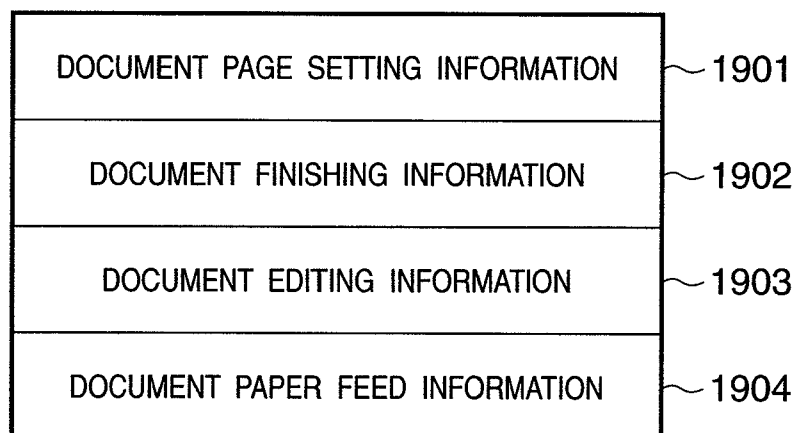 DOCUMENT PAGE SETTING INFORMATION 1901
DOCUMENT FINISHING INFORMATION 1902
DOCUMENT EDITING INFORMATION 1903
DOCUMENT PAPER FEED INFORMATION 1904